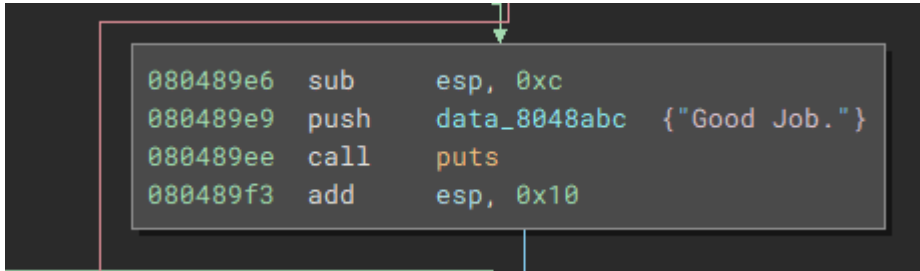 080489e6 sub esp, 0xc
080489e9 push data_8048abc {"Good Job."}
080489ee call puts
080489f3 add esp, 0x10